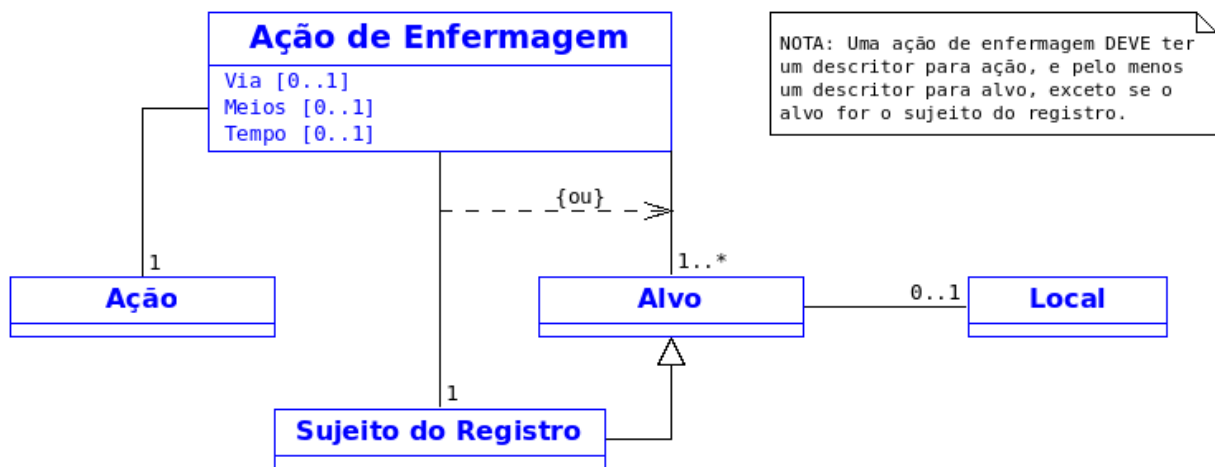 Ação de Enfermagem
Via [0..1]
Meios [0..1]
Tempo [0..1]
NOTA: Uma ação de enfermagem DEVE ter
um descritor para ação, e pelo menos
um descritor para alvo, exceto se o
alvo for o sujeito do registro.
{ou}
1
1..*
Ação
Alvo
0..1
Local
1
Sujeito do Registro